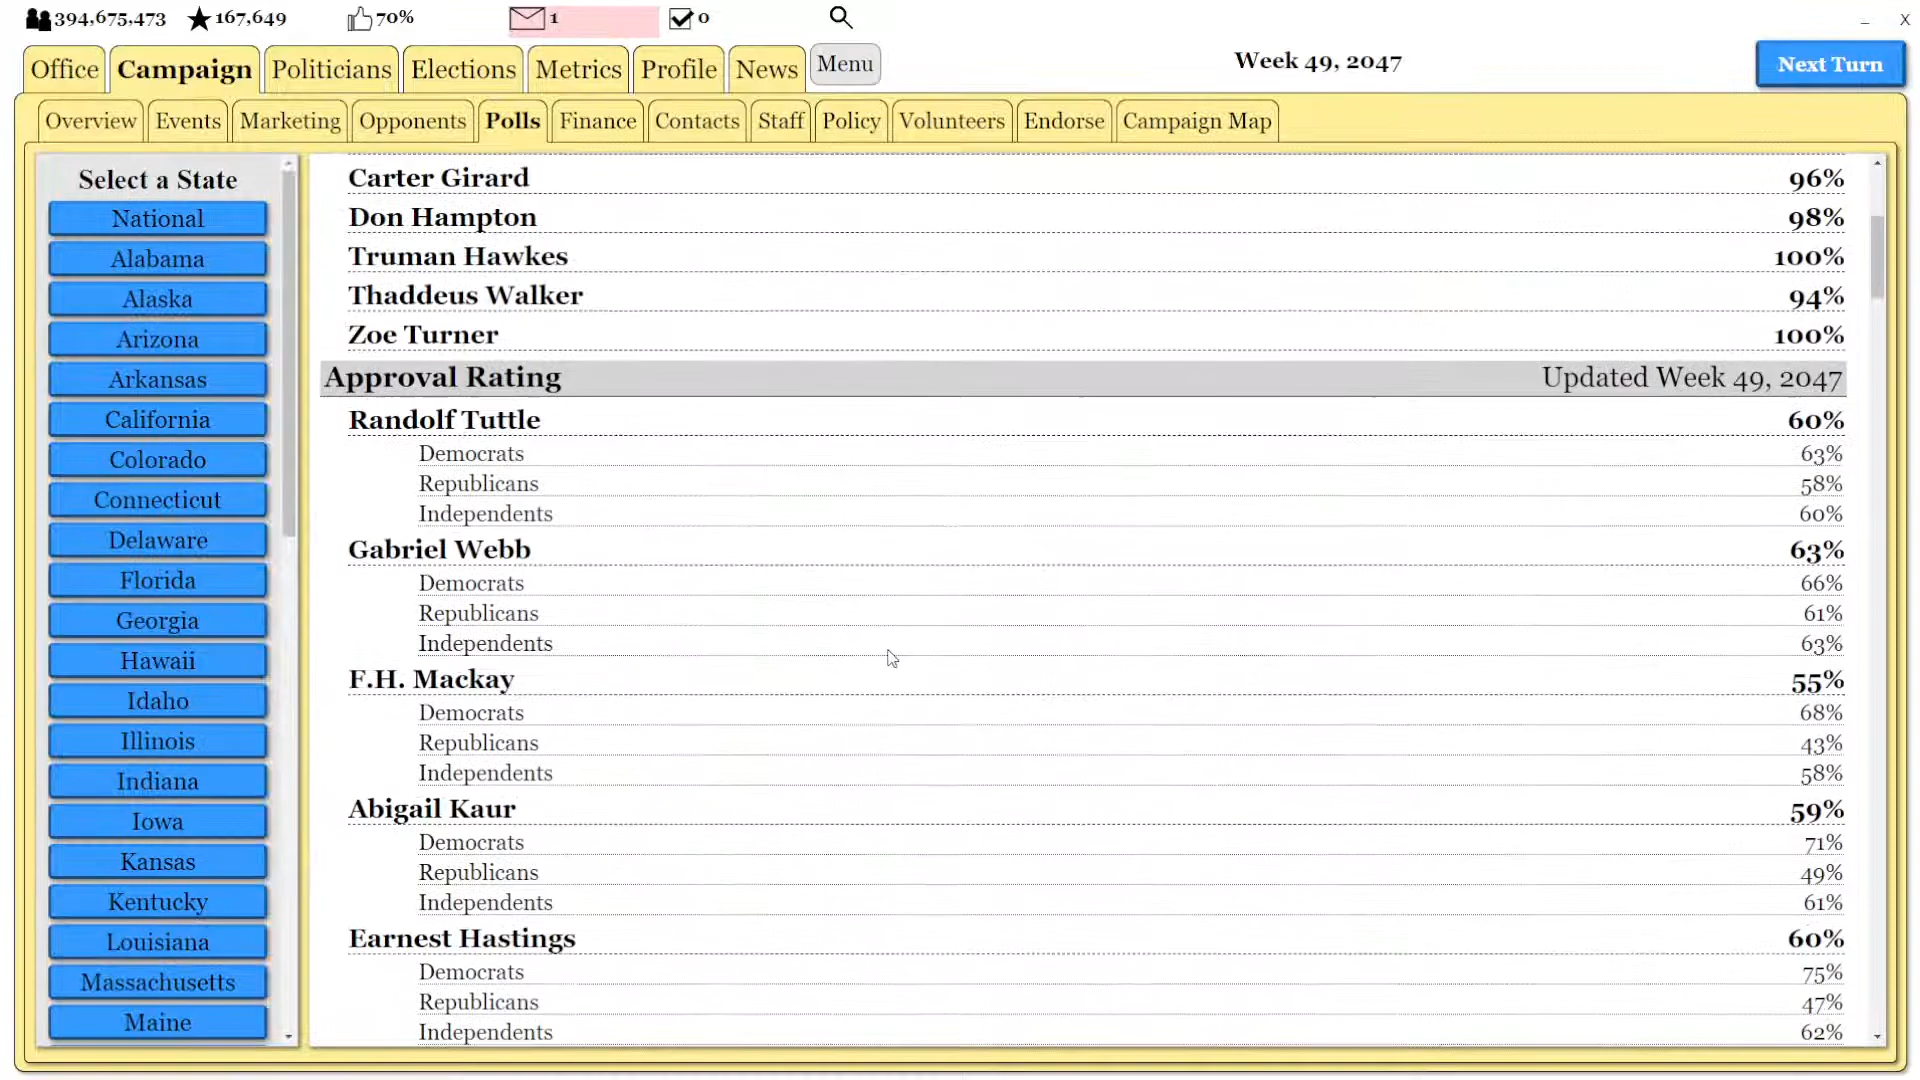 394,675,473 167,649 70% 1 0
Office Campaign Politicians Elections Metrics Profile News Menu Week 49, 2047 Next Turn
_ X
Overview Events Marketing Opponents Polls Finance Contacts Staff Policy Volunteers Endorse Campaign Map
Select a State
National
Alabama
Alaska
Arizona
Arkansas
California
Colorado
Connecticut
Delaware
Florida
Georgia
Hawaii
Idaho
Illinois
Indiana
Iowa
Kansas
Kentucky
Louisiana
Massachusetts
Maine
Carter Girard 96%
Don Hampton 98%
Truman Hawkes 100%
Thaddeus Walker 94%
Zoe Turner 100%
Approval Rating Updated Week 49, 2047
Randolf Tuttle 60%
Democrats 63%
Republicans 58%
Independents 60%
Gabriel Webb 63%
Democrats 66%
Republicans 61%
Independents 63%
F.H. Mackay 55%
Democrats 68%
Republicans 43%
Independents 58%
Abigail Kaur 59%
Democrats 71%
Republicans 49%
Independents 61%
Earnest Hastings 60%
Democrats 75%
Republicans 47%
Independents 62%